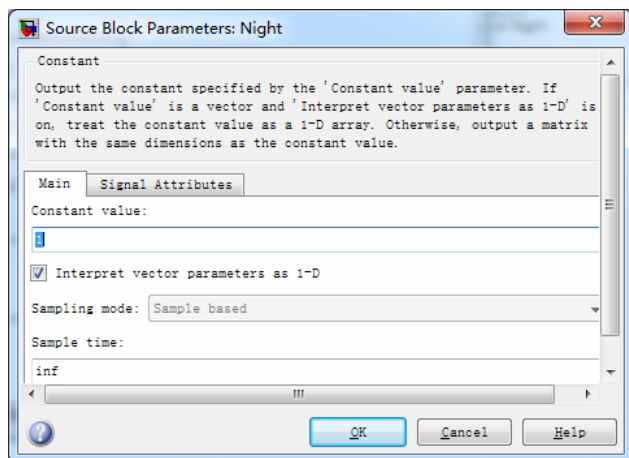 Source Block Parameters: Night
Constant
Output the constant specified by the 'Constant value' parameter. If
'Constant value' is a vector and 'Interpret vector parameters as 1-D' is
on, treat the constant value as a 1-D array. Otherwise, output a matrix
with the same dimensions as the constant value.
Main Signal Attributes
Constant value:
1
Interpret vector parameters as 1-D
Sampling mode: Sample based
Sample time:
inf
OK Cancel Help